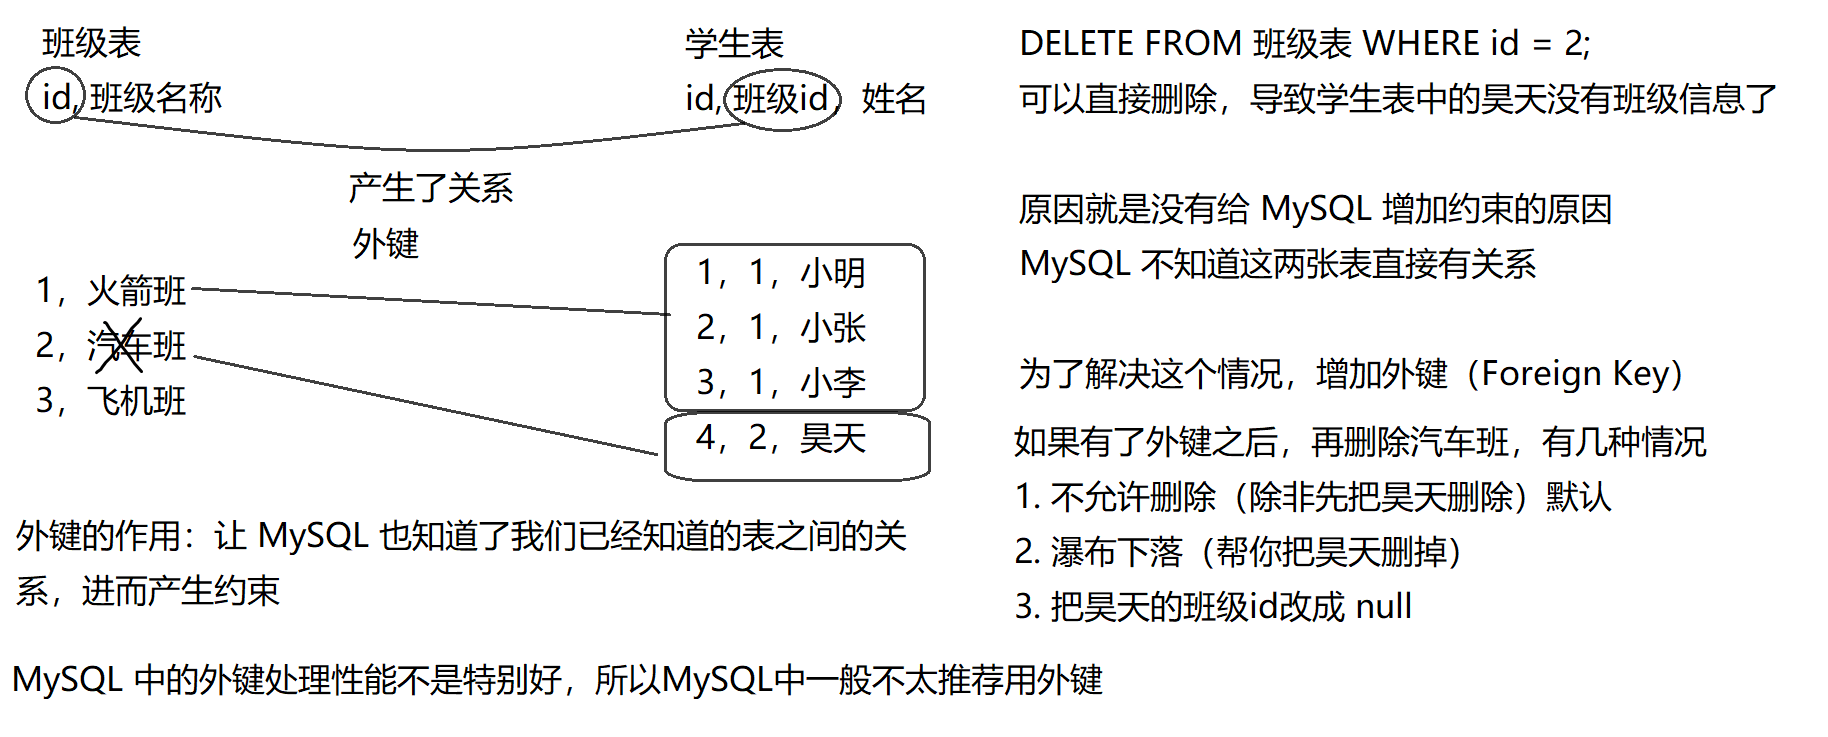 班级表
id, 班级名称
学生表
id, 班级id, 姓名
产生了关系
外键
1，火箭班
2，汽车班
3，飞机班
1，1，小明
2，1，小张
3，1，小李
4，2，昊天
外键的作用：让 MySQL 也知道了我们已经知道的表之间的关
系，进而产生约束
MySQL 中的外键处理性能不是特别好，所以MySQL中一般不太推荐用外键
DELETE FROM 班级表 WHERE id = 2;
可以直接删除，导致学生表中的昊天没有班级信息了
原因就是没有给 MySQL 增加约束的原因
MySQL 不知道这两张表直接有关系
为了解决这个情况，增加外键（Foreign Key）
如果有了外键之后，再删除汽车班，有几种情况
1. 不允许删除（除非先把昊天删除）默认
2. 瀑布下落（帮你把昊天删掉）
3. 把昊天的班级id改成 null